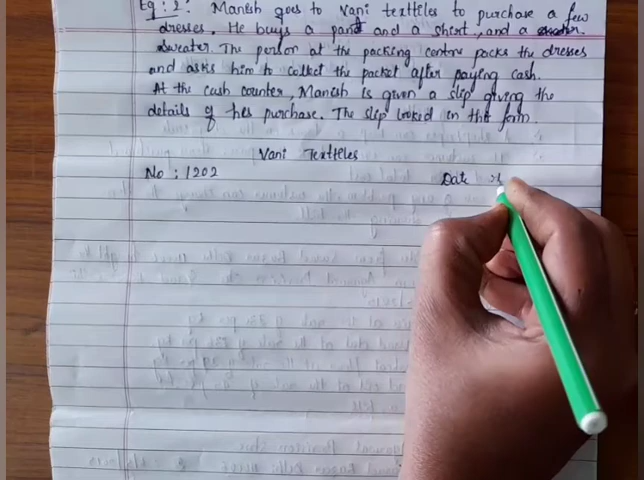 Eg : 2 : Manish goes to vani textiles to purchase a few
dresses. He buys a pant and a shirt, and a
Sweater. The person at the packing centre packs the dresses
and asks him to collect the packet after paying cash.
At the cash counter, Manish is given a slip giving the
details of his purchase. The slip looked in this form.
Vani Textiles
No : 1202
Date